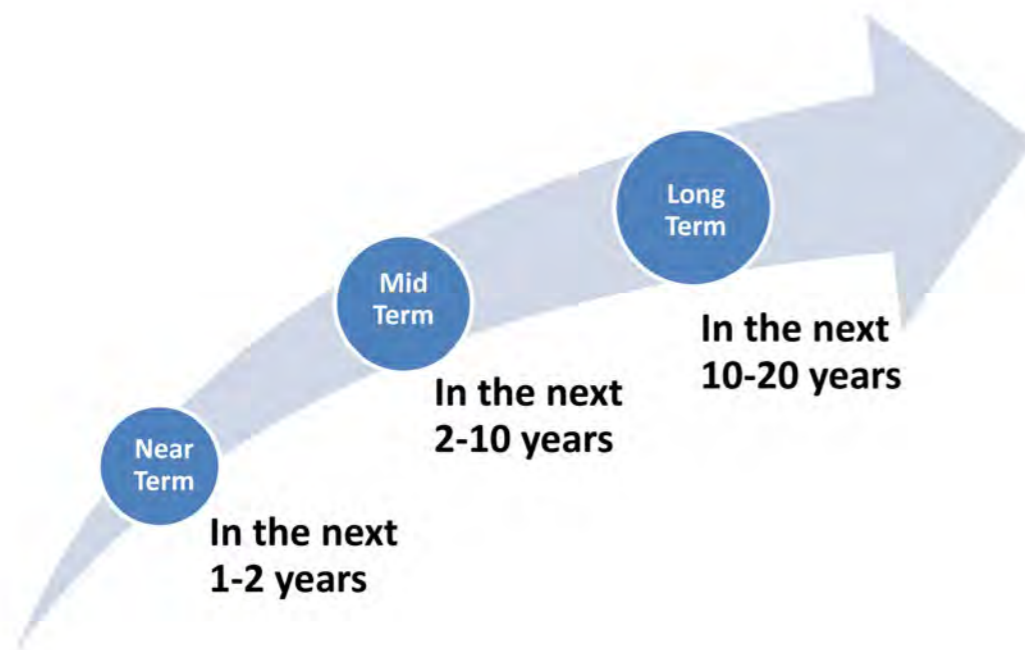 Near
Term
In the next
1-2 years
Mid
Term
In the next
2-10 years
Long
Term
In the next
10-20 years